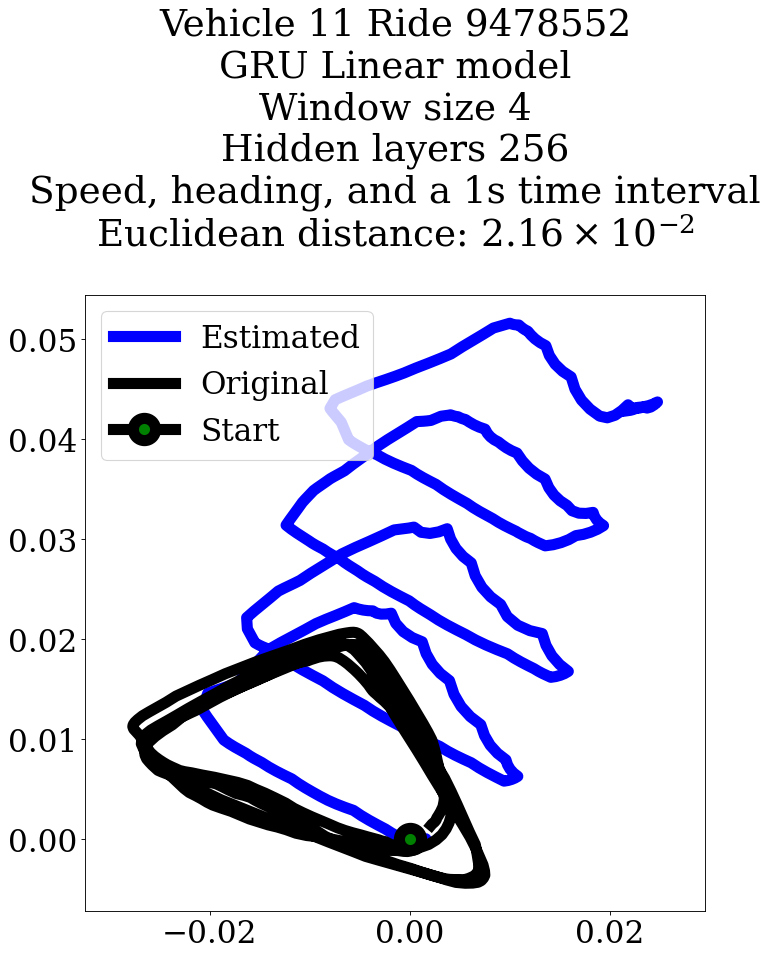 Vehicle 11 Ride 9478552
GRU Linear model
Window size 4
Hidden layers 256
Speed, heading, and a 1s time interval
Euclidean distance: 2.16 × 10⁻²
Estimated
Original
Start
0.05
0.04
0.03
0.02
0.01
0.00
−0.02 0.00 0.02